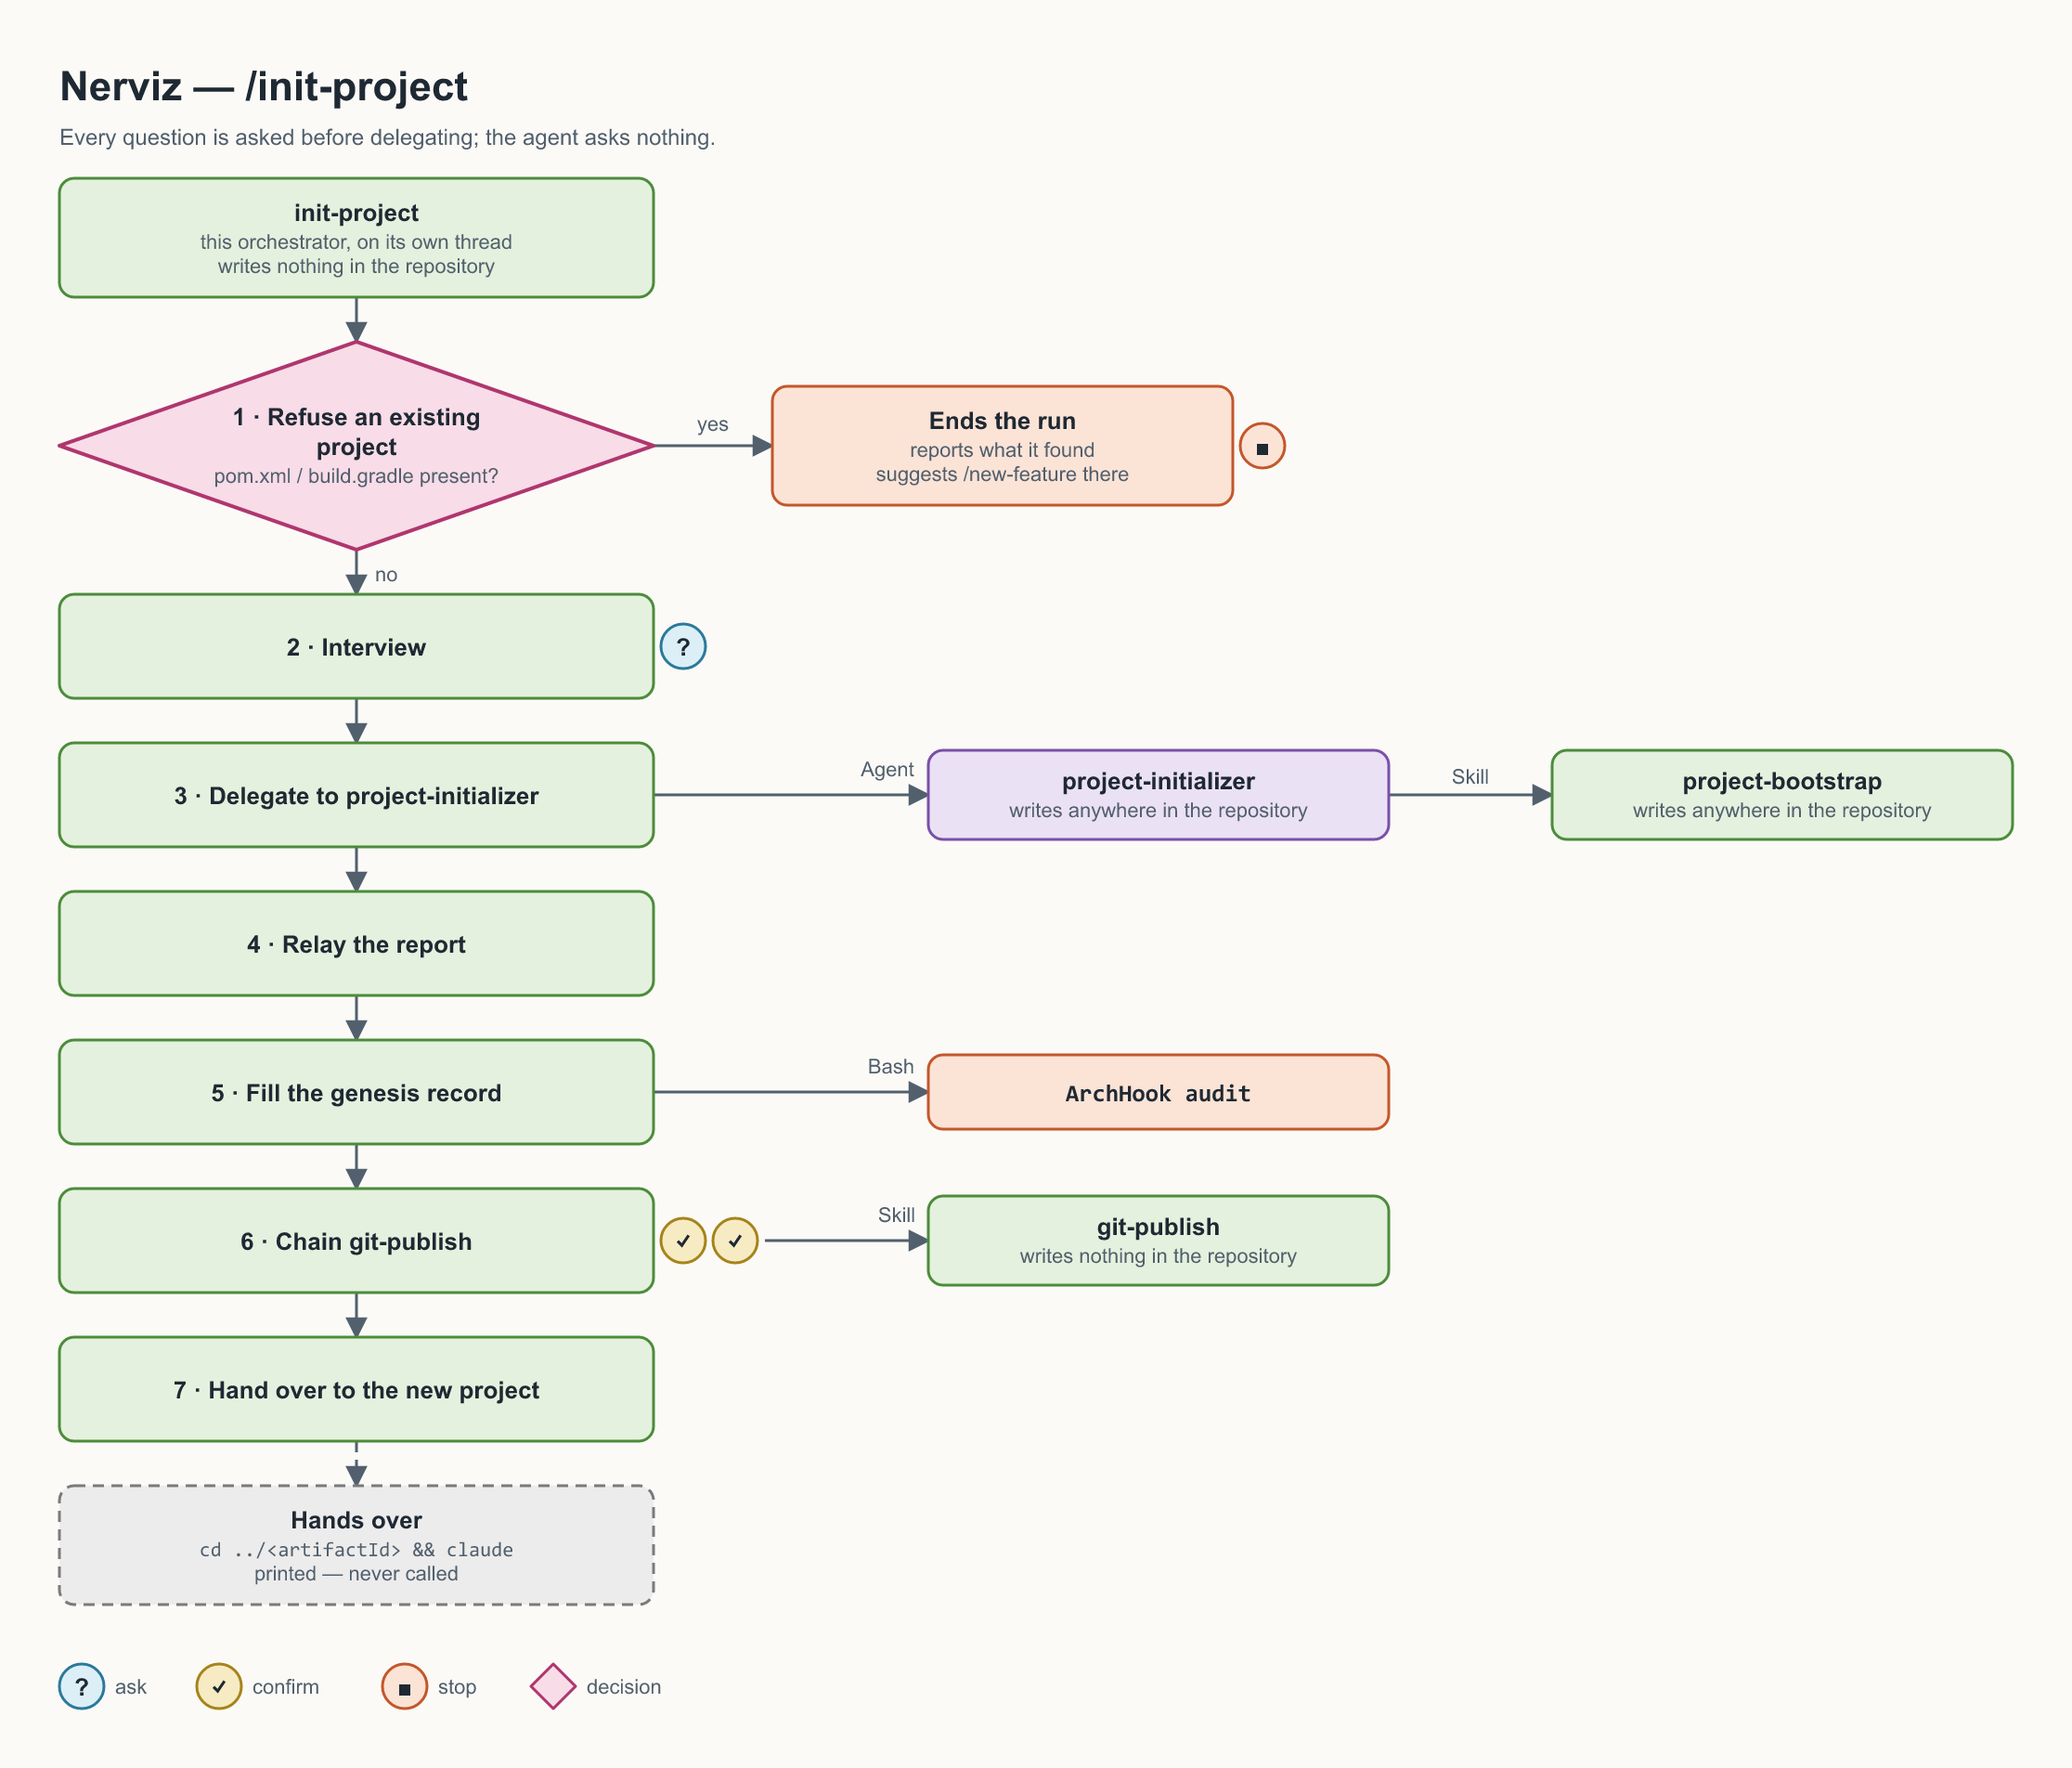 Nerviz — /init-project
Every question is asked before delegating; the agent asks nothing.
init-project
this orchestrator, on its own thread
writes nothing in the repository
1 · Refuse an existing
project
pom.xml / build.gradle present?
yes
Ends the run
reports what it found
suggests /new-feature there
no
2 · Interview
?
3 · Delegate to project-initializer
Agent
project-initializer
writes anywhere in the repository
Skill
project-bootstrap
writes anywhere in the repository
4 · Relay the report
5 · Fill the genesis record
Bash
ArchHook audit
6 · Chain git-publish
✓ ✓
Skill
git-publish
writes nothing in the repository
7 · Hand over to the new project
Hands over
cd ../<artifactId> && claude
printed — never called
? ask ✓ confirm ■ stop decision